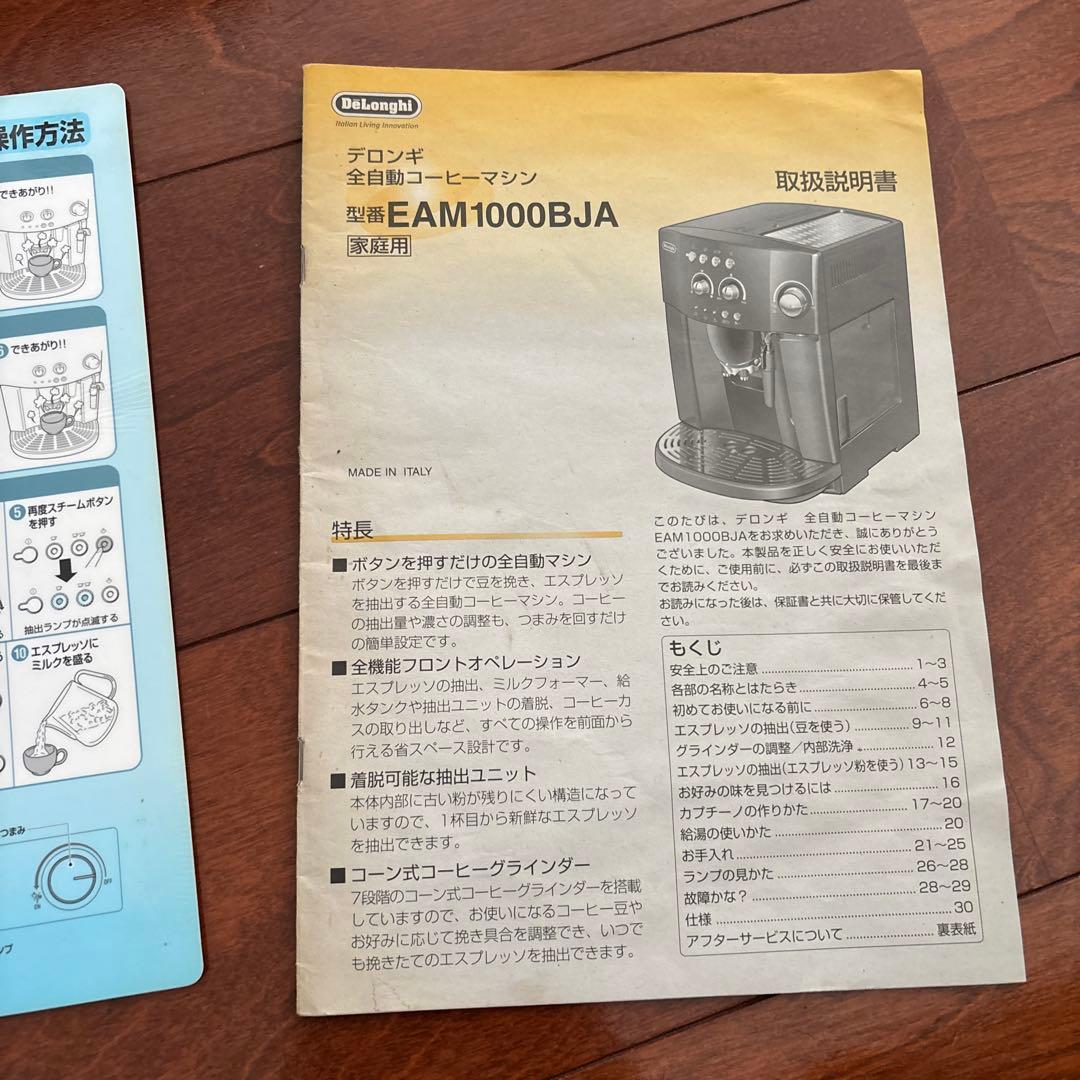 操作方法
できあがり!!
できあがり!!
5 再度スチームボタン
を押す
抽出ランプが点滅する
10 エスプレッソに
ミルクを盛る
つまみ
OFF
ON
DeLonghi
Italian Living Innovation
デロンギ
全自動コーヒーマシン
型番EAM1000BJA
家庭用
取扱説明書
DeLonghi
MADE IN ITALY
特長
■ボタンを押すだけの全自動マシン
ボタンを押すだけで豆を挽き、エスプレッソ
を抽出する全自動コーヒーマシン。コーヒー
の抽出量や濃さの調整も、つまみを回すだけ
の簡単設定です。
■全機能フロントオペレーション
エスプレッソの抽出、ミルクフォーマー、給
水タンクや抽出ユニットの着脱、コーヒーカ
スの取り出しなど、すべての操作を前面から
行える省スペース設計です。
■着脱可能な抽出ユニット
本体内部に古い粉が残りにくい構造になって
いますので、1杯目から新鮮なエスプレッソ
を抽出できます。
■コーン式コーヒーグラインダー
7段階のコーン式コーヒーグラインダーを搭載
していますので、お使いになるコーヒー豆や
お好みに応じて挽き具合を調整でき、いつで
も挽きたてのエスプレッソを抽出できます。
このたびは、デロンギ 全自動コーヒーマシン
EAM1000BJAをお求めいただき、誠にありがとう
ございました。本製品を正しく安全にお使いいただ
くために、ご使用前に、必ずこの取扱説明書を最後ま
でお読みください。
お読みになった後は、保証書と共に大切に保管してくだ
さい。
もくじ
安全上のご注意 1〜3
各部の名称とはたらき 4〜5
初めてお使いになる前に 6〜8
エスプレッソの抽出(豆を使う) 9〜11
グラインダーの調整／内部洗浄 12
エスプレッソの抽出(エスプレッソ粉を使う) 13〜15
お好みの味を見つけるには 16
カプチーノの作りかた 17〜20
給湯の使いかた 20
お手入れ 21〜25
ランプの見かた 26〜28
故障かな？ 28〜29
仕様 30
アフターサービスについて 裏表紙